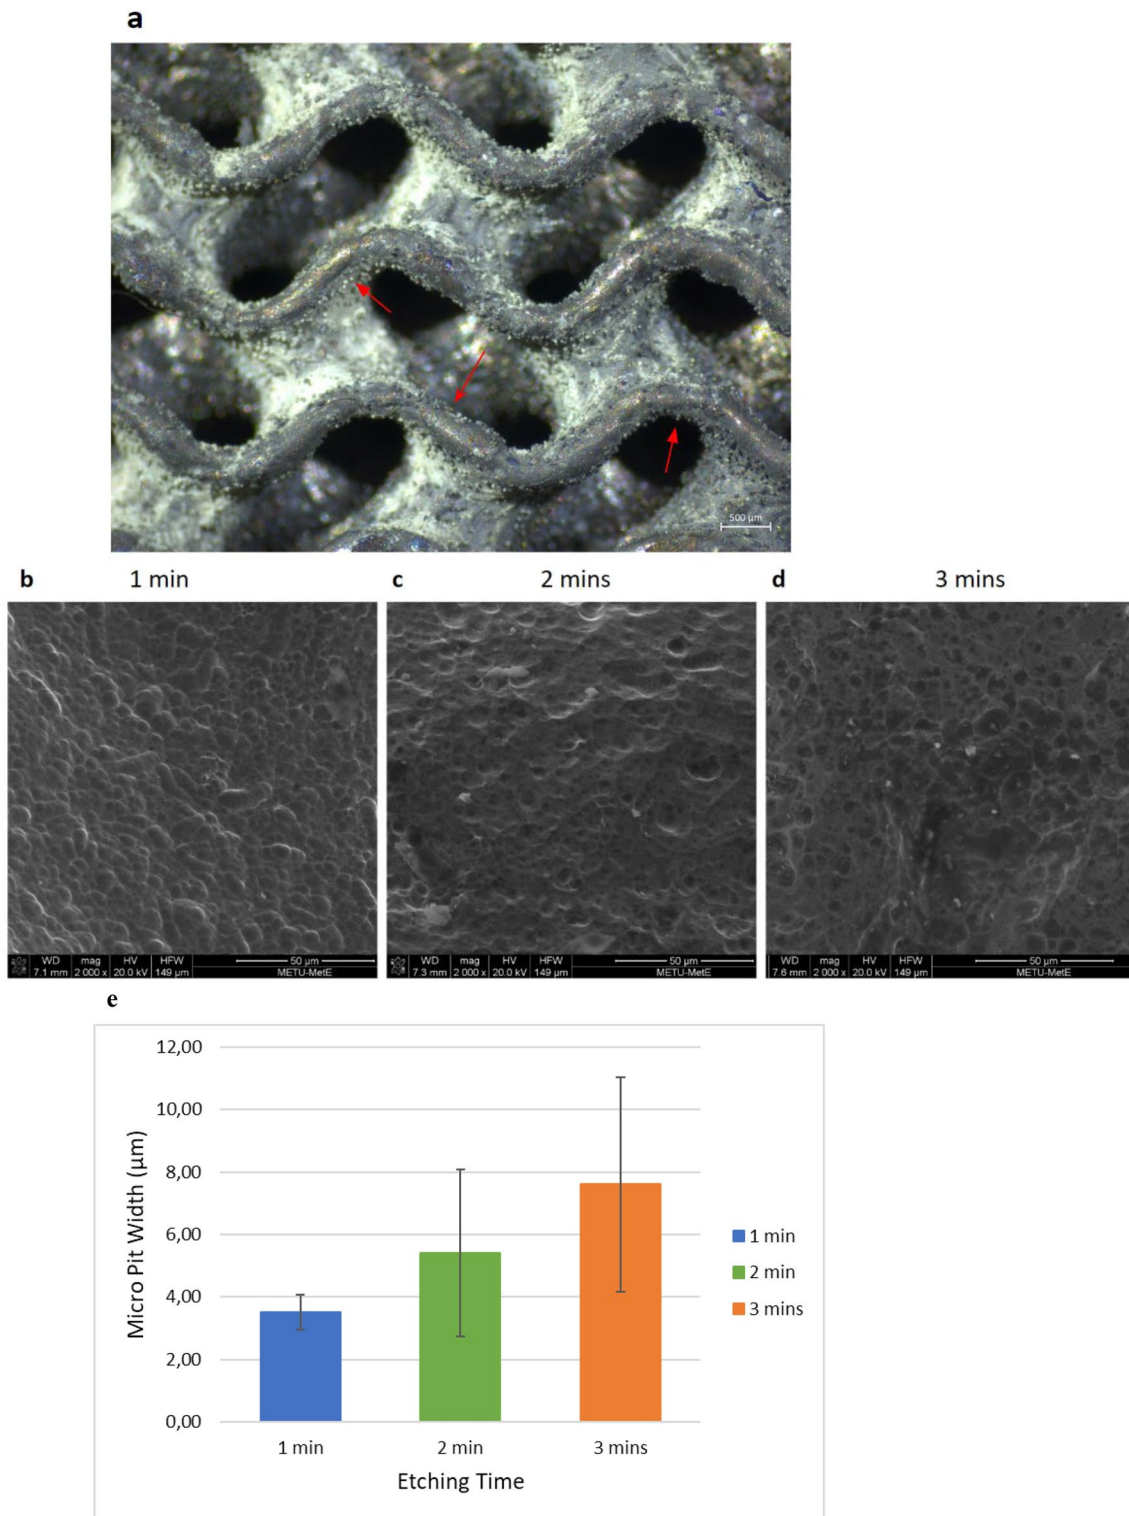 a
500 µm
b 1 min c 2 mins d 3 mins
WD mag HV HFW 50 µm
7.1 mm 2 000 x 20.0 kV 149 µm METU-MetE
WD mag HV HFW 50 µm
7.3 mm 2 000 x 20.0 kV 149 µm METU-MetE
WD mag HV HFW 50 µm
7.6 mm 2 000 x 20.0 kV 149 µm METU-MetE
e
12,00
10,00
8,00
6,00
4,00
2,00
0,00
Micro Pit Width (µm)
1 min 2 min 3 mins
Etching Time
1 min
2 min
3 mins